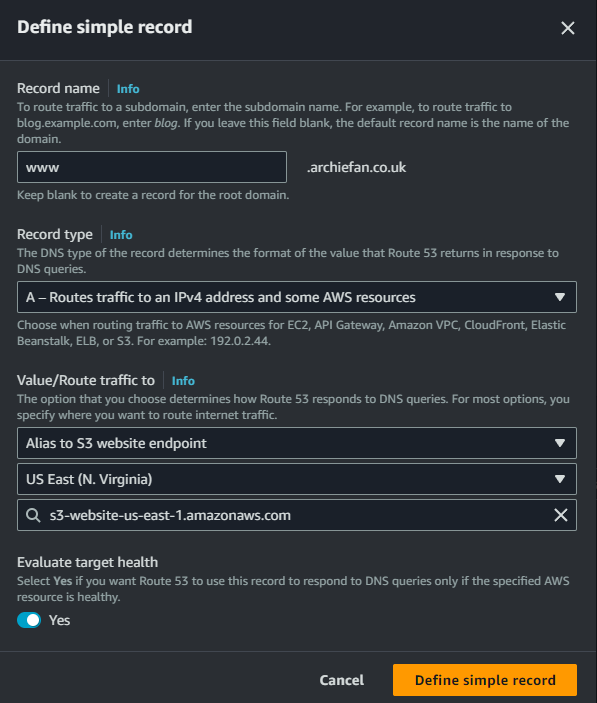 Define simple record
Record name Info
To route traffic to a subdomain, enter the subdomain name. For example, to route traffic to
blog.example.com, enter blog. If you leave this field blank, the default record name is the name of the
domain.
www .archiefan.co.uk
Keep blank to create a record for the root domain.
Record type Info
The DNS type of the record determines the format of the value that Route 53 returns in response to
DNS queries.
A – Routes traffic to an IPv4 address and some AWS resources
Choose when routing traffic to AWS resources for EC2, API Gateway, Amazon VPC, CloudFront, Elastic
Beanstalk, ELB, or S3. For example: 192.0.2.44.
Value/Route traffic to Info
The option that you choose determines how Route 53 responds to DNS queries. For most options, you
specify where you want to route internet traffic.
Alias to S3 website endpoint
US East (N. Virginia)
s3-website-us-east-1.amazonaws.com
Evaluate target health
Select Yes if you want Route 53 to use this record to respond to DNS queries only if the specified AWS
resource is healthy.
Yes
Cancel Define simple record